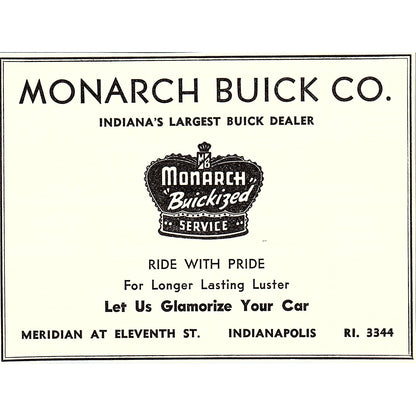 MONARCH BUICK CO.
INDIANA'S LARGEST BUICK DEALER
MB
MONARCH
"Buickized"
SERVICE
RIDE WITH PRIDE
For Longer Lasting Luster
Let Us Glamorize Your Car
MERIDIAN AT ELEVENTH ST. INDIANAPOLIS RI. 3344